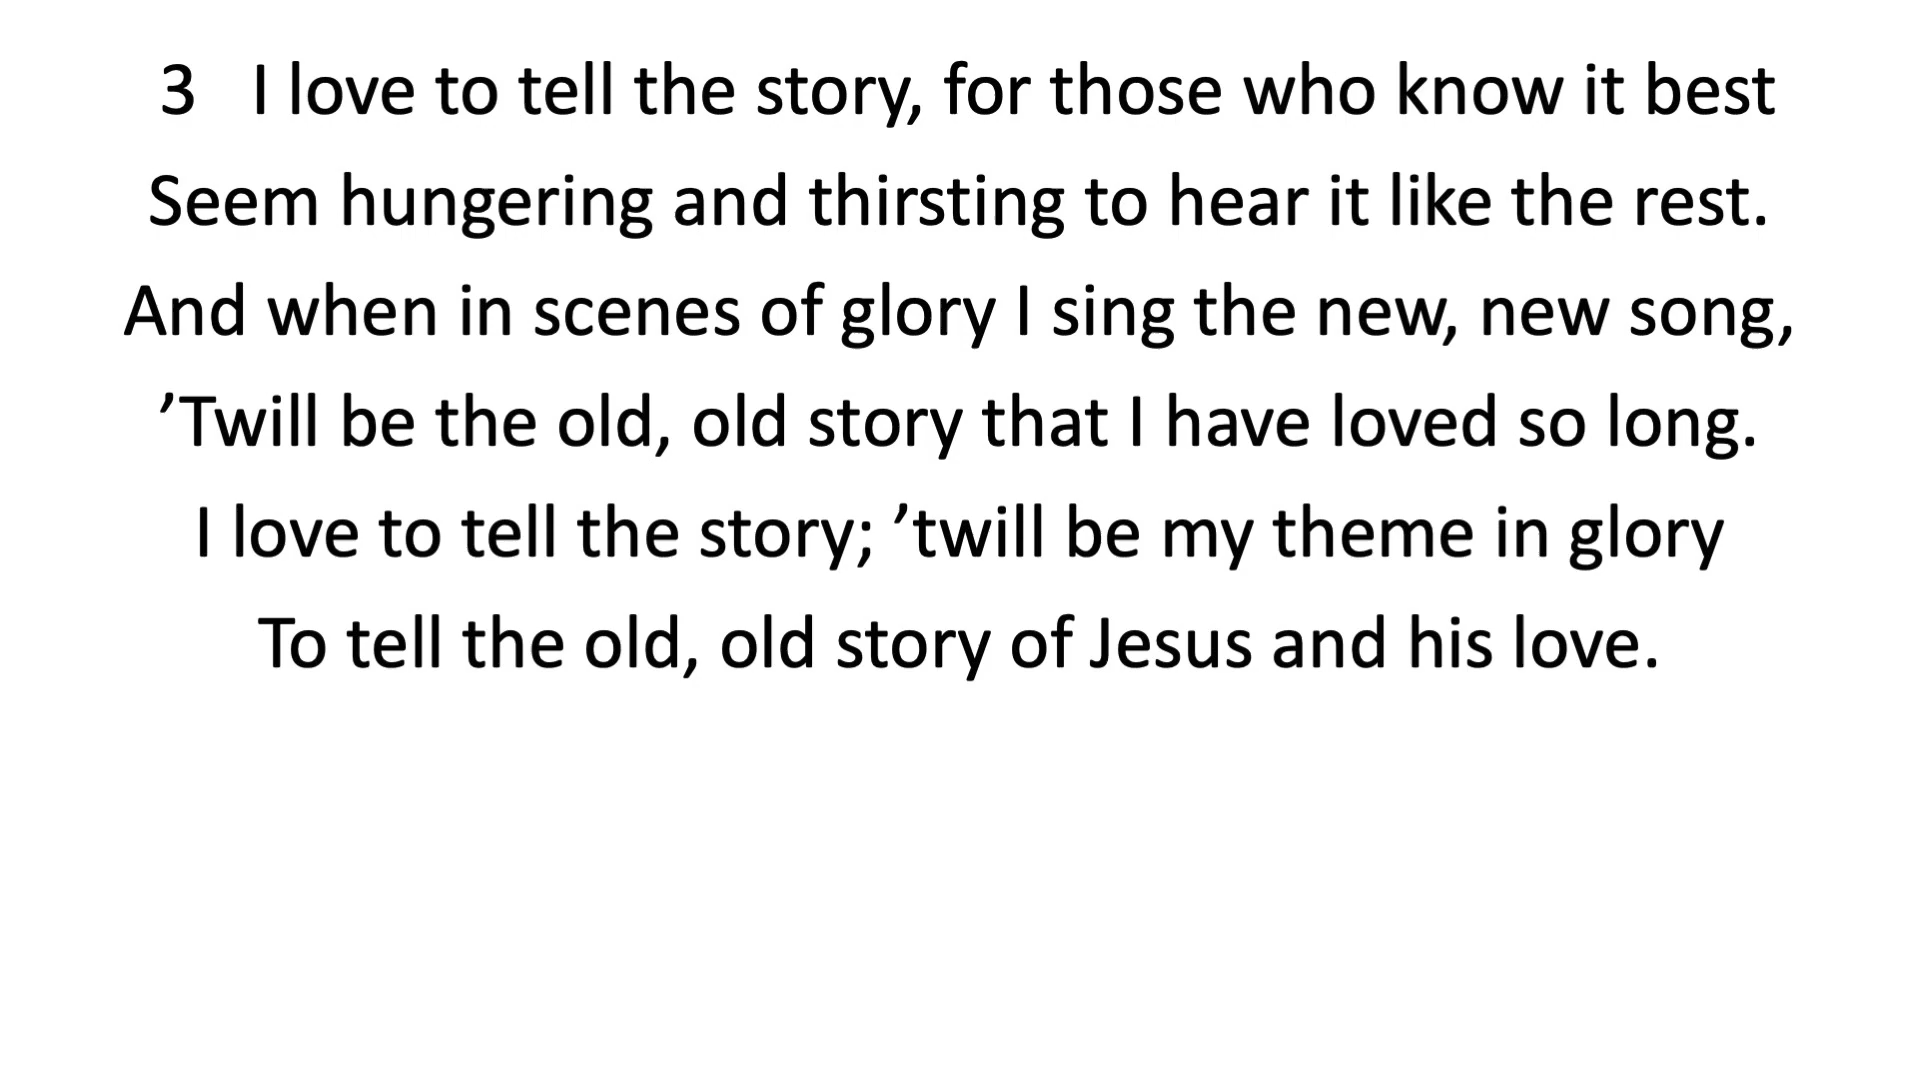 3 I love to tell the story, for those who know it best
Seem hungering and thirsting to hear it like the rest.
And when in scenes of glory I sing the new, new song,
’Twill be the old, old story that I have loved so long.
I love to tell the story; ’twill be my theme in glory
To tell the old, old story of Jesus and his love.